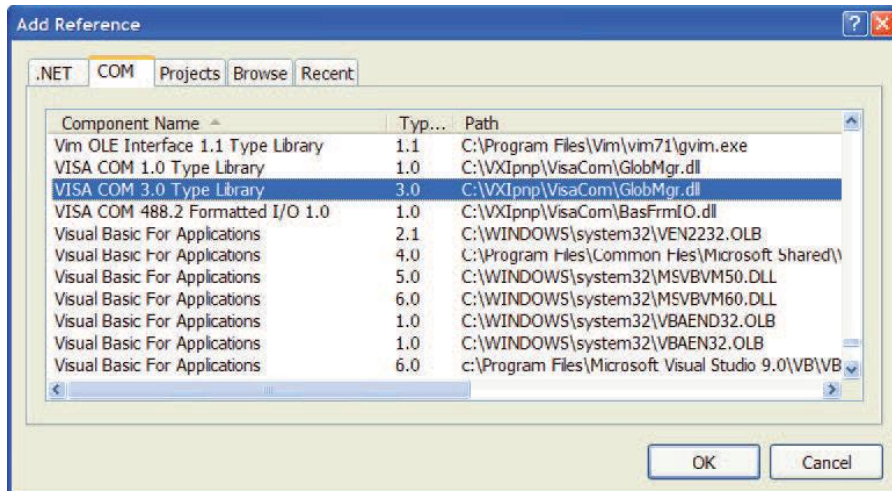 Add Reference
.NET COM Projects Browse Recent
Component Name Typ... Path
Vim OLE Interface 1.1 Type Library 1.1 C:\Program Files\Vim\vim71\gvim.exe
VISA COM 1.0 Type Library 1.0 C:\VXIpnp\VisaCom\GlobMgr.dll
VISA COM 3.0 Type Library 3.0 C:\VXIpnp\VisaCom\GlobMgr.dll
VISA COM 488.2 Formatted I/O 1.0 1.0 C:\VXIpnp\VisaCom\BasFrmIO.dll
Visual Basic For Applications 2.1 C:\WINDOWS\system32\VEN2232.OLB
Visual Basic For Applications 4.0 C:\Program Files\Common Files\Microsoft Shared\V
Visual Basic For Applications 5.0 C:\WINDOWS\system32\MSVBVM50.DLL
Visual Basic For Applications 6.0 C:\WINDOWS\system32\MSVBVM60.DLL
Visual Basic For Applications 1.0 C:\WINDOWS\system32\VBAEND32.OLB
Visual Basic For Applications 1.0 C:\WINDOWS\system32\VBAEN32.OLB
Visual Basic For Applications 6.0 c:\Program Files\Microsoft Visual Studio 9.0\VB\VB
OK Cancel